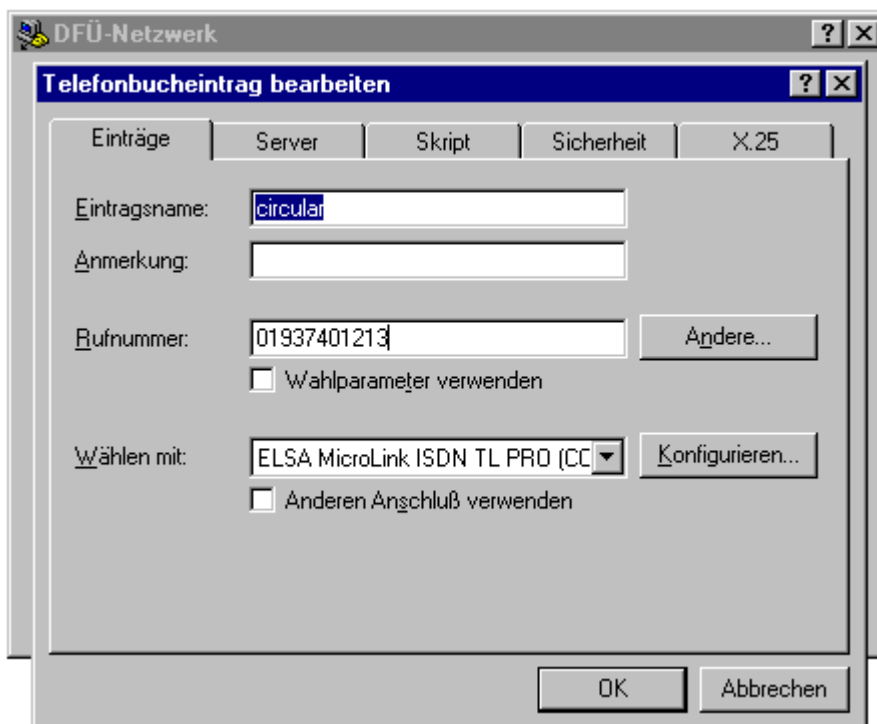 DFÜ-Netzwerk
Telefonbucheintrag bearbeiten
Einträge Server Skript Sicherheit X.25
Eintragsname: circular
Anmerkung:
Rufnummer: 01937401213 Andere...
Wahlparameter verwenden
Wählen mit: ELSA MicroLink ISDN TL PRO (CC Konfigurieren...
Anderen Anschluß verwenden
OK Abbrechen